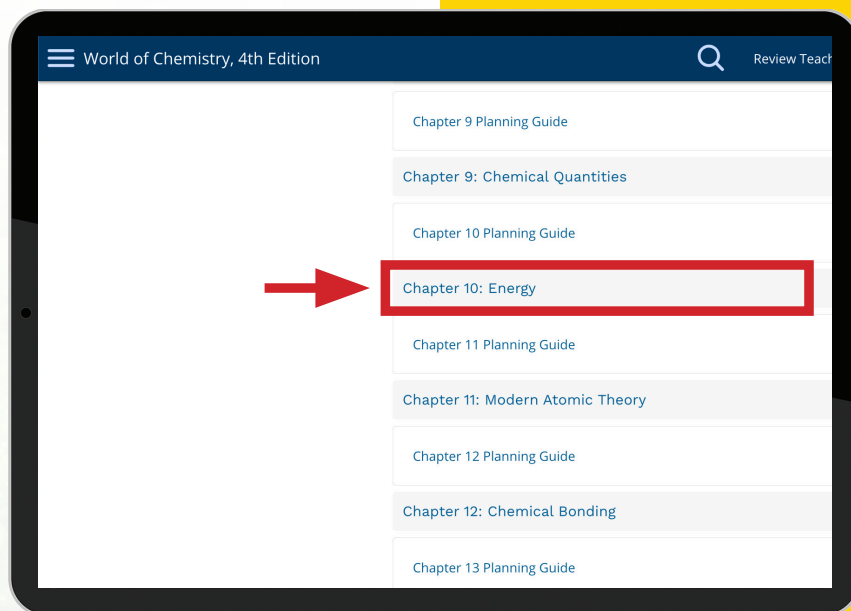 World of Chemistry, 4th Edition
Review Teach
Chapter 9 Planning Guide
Chapter 9: Chemical Quantities
Chapter 10 Planning Guide
Chapter 10: Energy
Chapter 11 Planning Guide
Chapter 11: Modern Atomic Theory
Chapter 12 Planning Guide
Chapter 12: Chemical Bonding
Chapter 13 Planning Guide